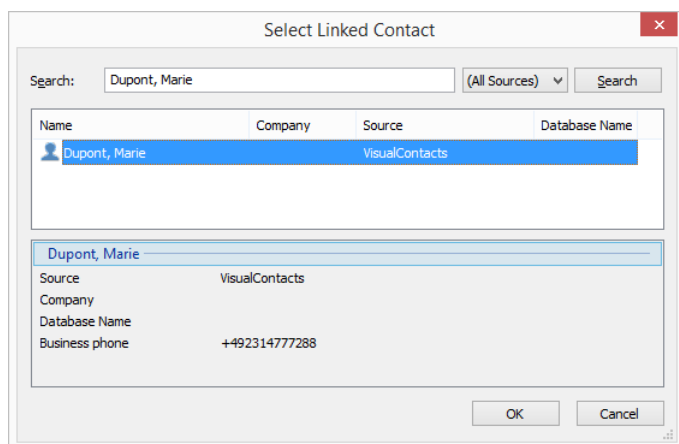 Select Linked Contact
Search: Dupont, Marie (All Sources) Search
Name Company Source Database Name
Dupont, Marie VisualContacts
Dupont, Marie
Source VisualContacts
Company
Database Name
Business phone +492314777288
OK Cancel